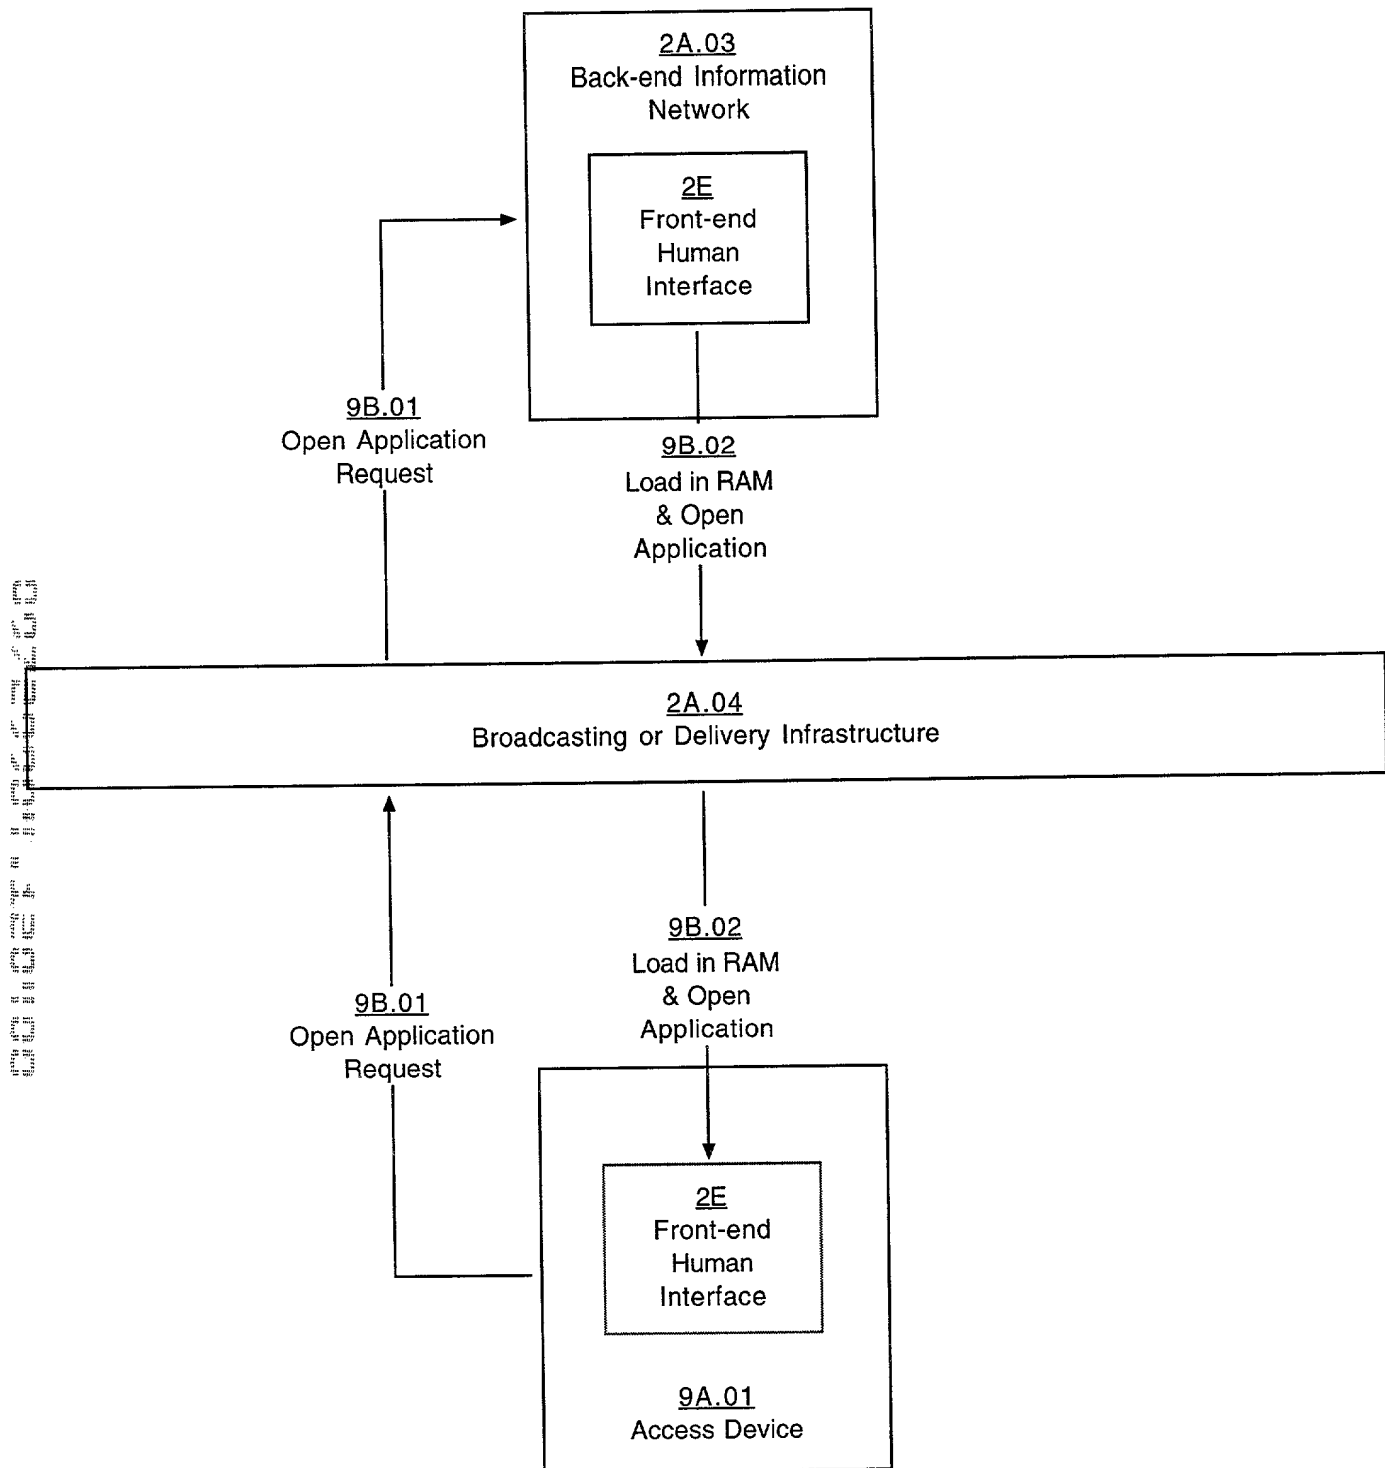 2A.03
Back-end Information
Network
2E
Front-end
Human
Interface
9B.01
Open Application
Request
9B.02
Load in RAM
& Open
Application
2A.04
Broadcasting or Delivery Infrastructure
9B.02
Load in RAM
& Open
Application
9B.01
Open Application
Request
2E
Front-end
Human
Interface
9A.01
Access Device